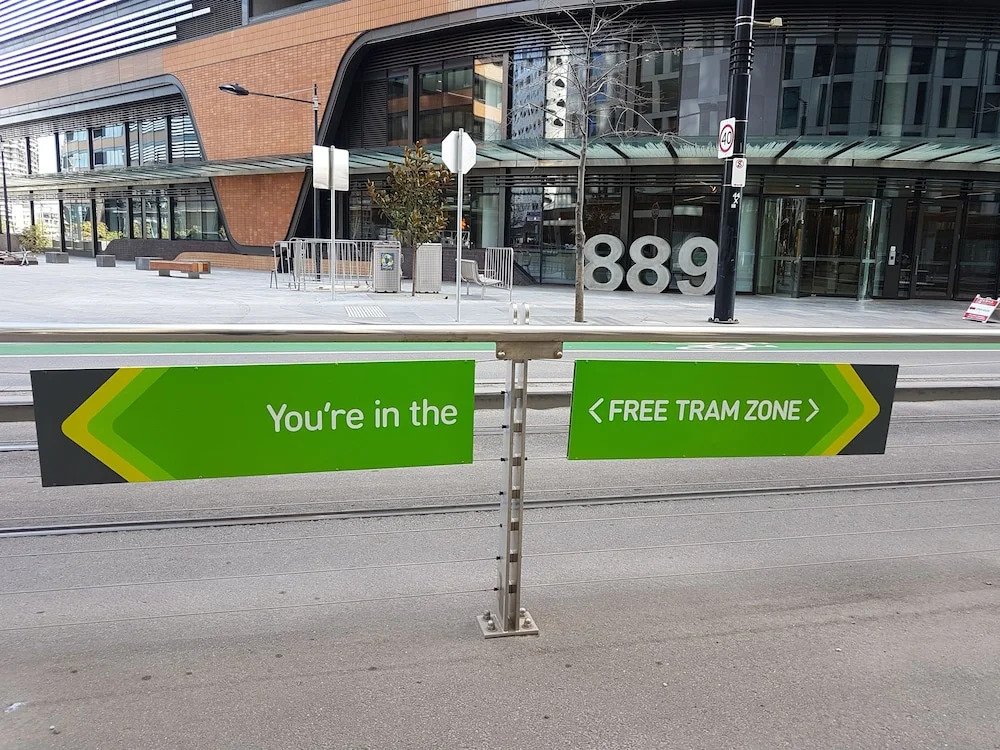 40
889
You're in the
<FREE TRAM ZONE>